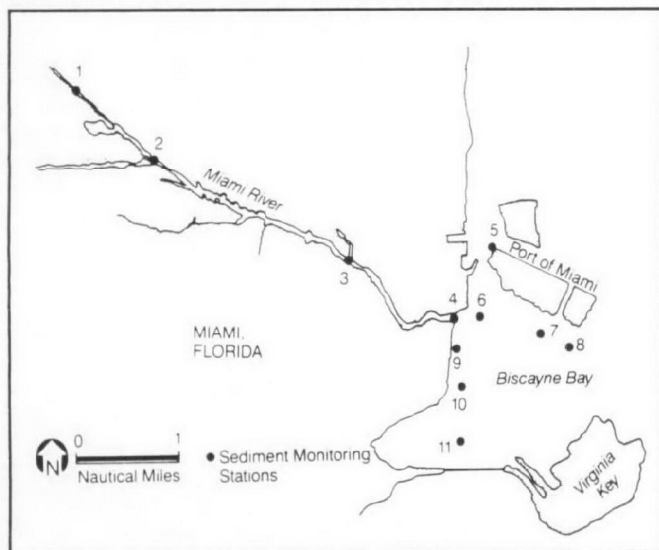 1
2
Miami River
3
5
Port of Miami
4
6
7
8
MIAMI,
FLORIDA
9
Biscayne Bay
10
11
0 1
N
Nautical Miles
Sediment Monitoring
Stations
Virginia
Key